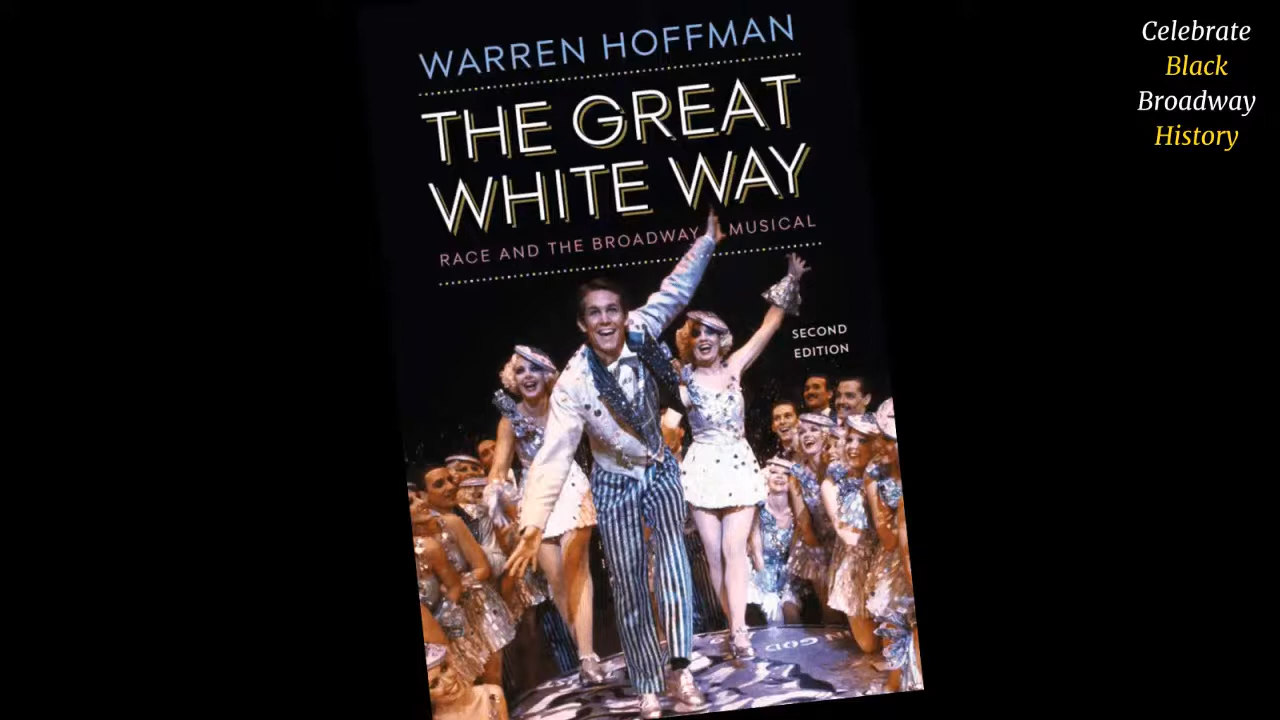 WARREN HOFFMAN
THE GREAT
WHITE WAY
RACE AND THE BROADWAY MUSICAL
SECOND
EDITION
Celebrate
Black
Broadway
History